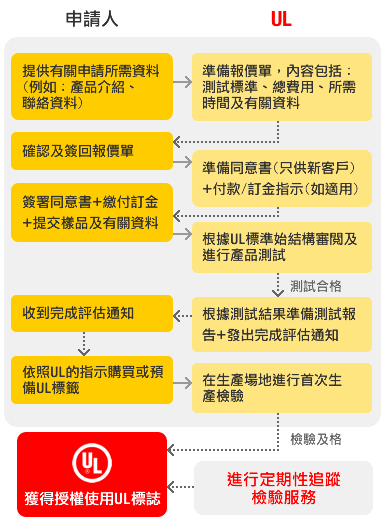 申請人
UL
提供有關申請所需資料
(例如：產品介紹、
聯絡資料)
準備報價單，內容包括：
測試標準、總費用、所需
時間及有關資料
確認及簽回報價單
準備同意書(只供新客戶)
+付款/訂金指示(如適用)
簽署同意書+繳付訂金
+提交樣品及有關資料
根據UL標準始結構審閲及
進行產品測試
測試合格
收到完成評估通知
根據測試結果準備測試報
告+發出完成評估通知
依照UL的指示購買或預
備UL標籤
在生產場地進行首次生
產檢驗
檢驗及格
UL
®
獲得授權使用UL標誌
進行定期性追蹤
檢驗服務